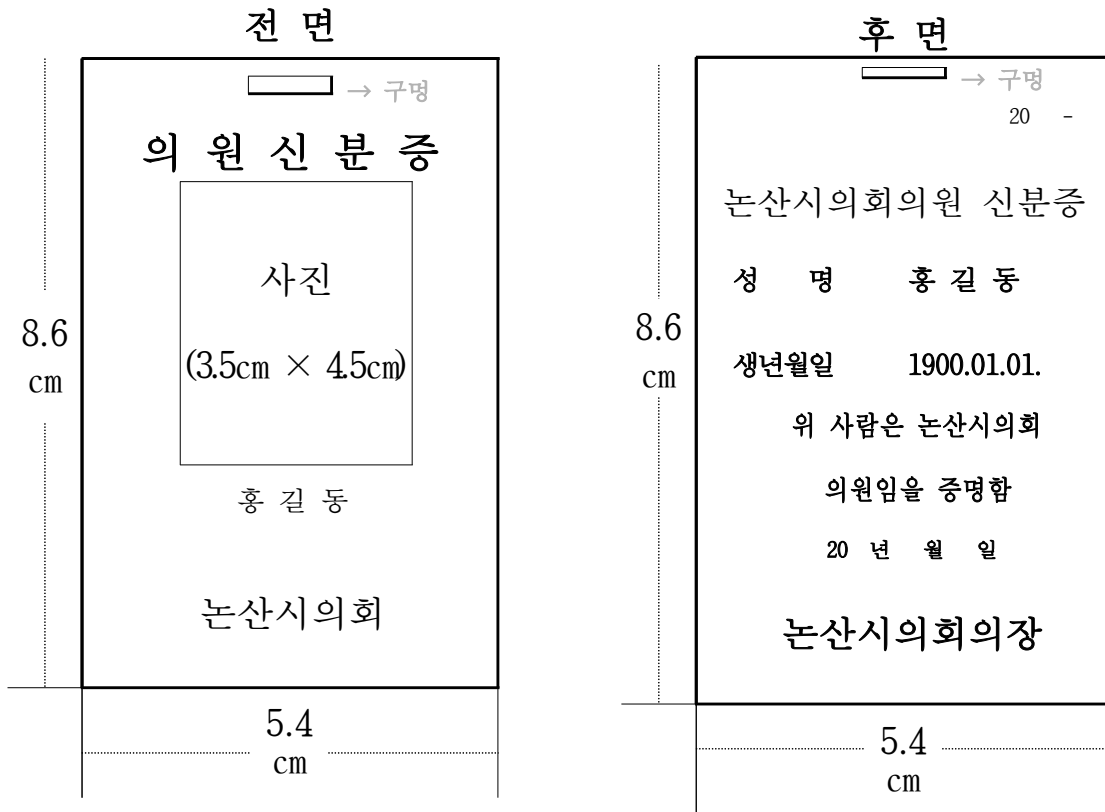 전 면
→ 구멍
의 원 신 분 증
사진
(3.5cm × 4.5cm)
홍 길 동
논산시의회
8.6
cm
5.4
cm
후 면
→ 구멍
20   -
논산시의회의원 신분증
성   명   홍 길 동
생년월일   1900.01.01.
위 사람은 논산시의회
의원임을 증명함
20  년  월  일
논산시의회의장
8.6
cm
5.4
cm